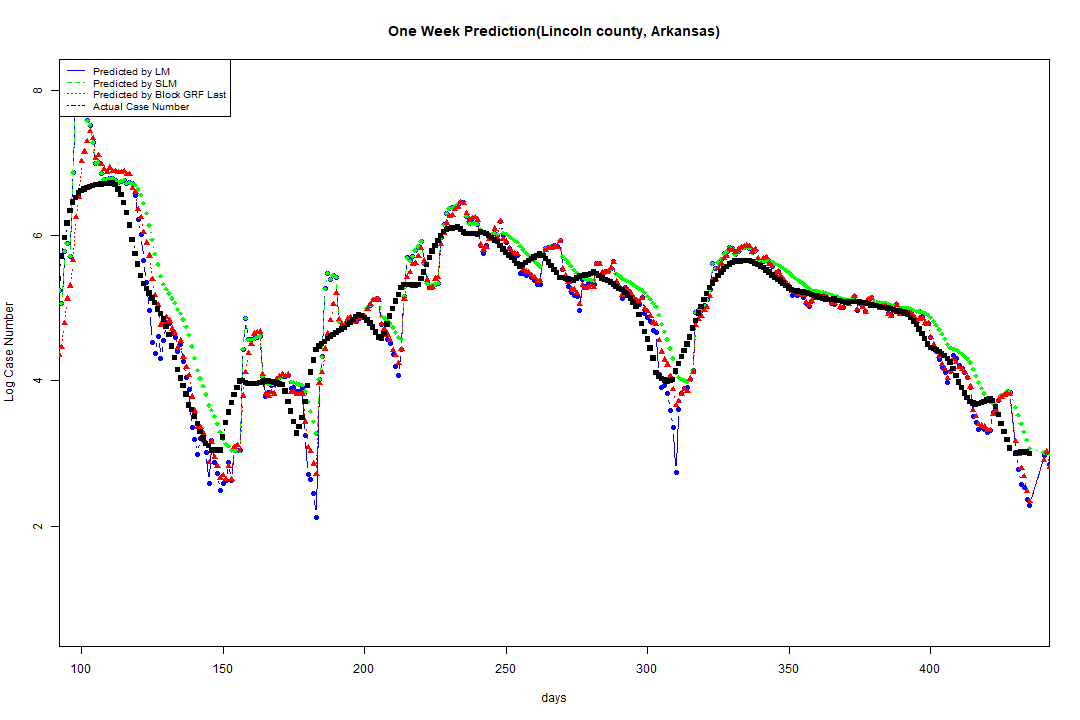 One Week Prediction(Lincoln county, Arkansas)
Predicted by LM
Predicted by SLM
Predicted by Block GRF Last
Actual Case Number
8
6
4
2
Log Case Number
100 150 200 250 300 350 400
days